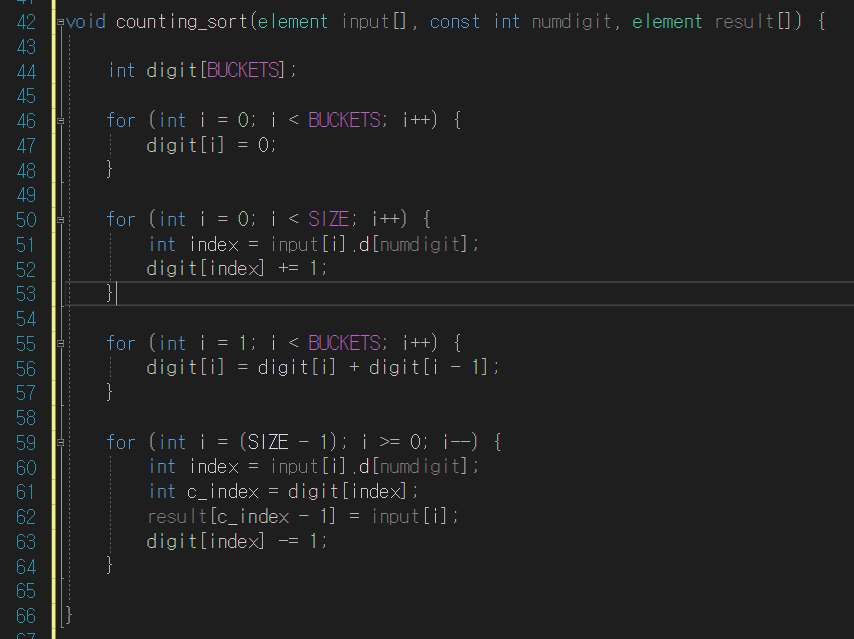 42 void counting_sort(element input[], const int numdigit, element result[]) {
43
44 int digit[BUCKETS];
45
46 for (int i = 0; i < BUCKETS; i++) {
47 digit[i] = 0;
48 }
49
50 for (int i = 0; i < SIZE; i++) {
51 int index = input[i].d[numdigit];
52 digit[index] += 1;
53 }
54
55 for (int i = 1; i < BUCKETS; i++) {
56 digit[i] = digit[i] + digit[i - 1];
57 }
58
59 for (int i = (SIZE - 1); i >= 0; i--) {
60 int index = input[i].d[numdigit];
61 int c_index = digit[index];
62 result[c_index - 1] = input[i];
63 digit[index] -= 1;
64 }
65
66 }